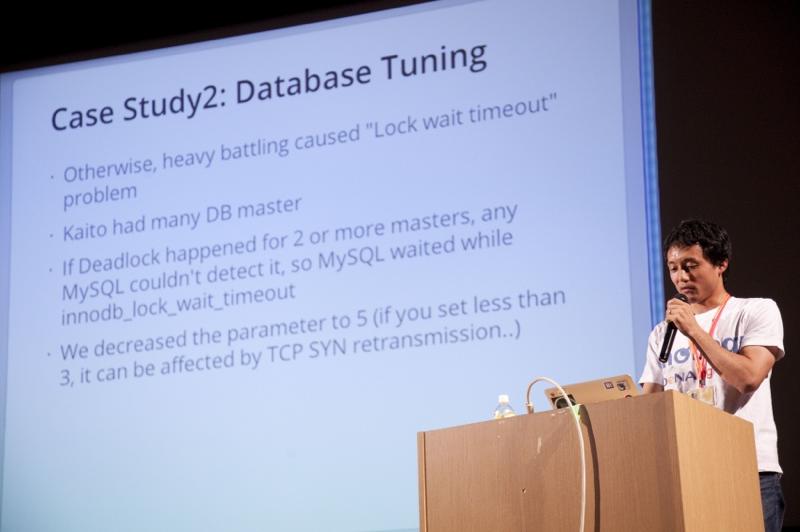 Case Study2: Database Tuning
· Otherwise, heavy battling caused "Lock wait timeout"
problem
· Kaito had many DB master
· If Deadlock happened for 2 or more masters, any
MySQL couldn't detect it, so MySQL waited while
innodb_lock_wait_timeout
· We decreased the parameter to 5 (if you set less than
3, it can be affected by TCP SYN retransmission..)